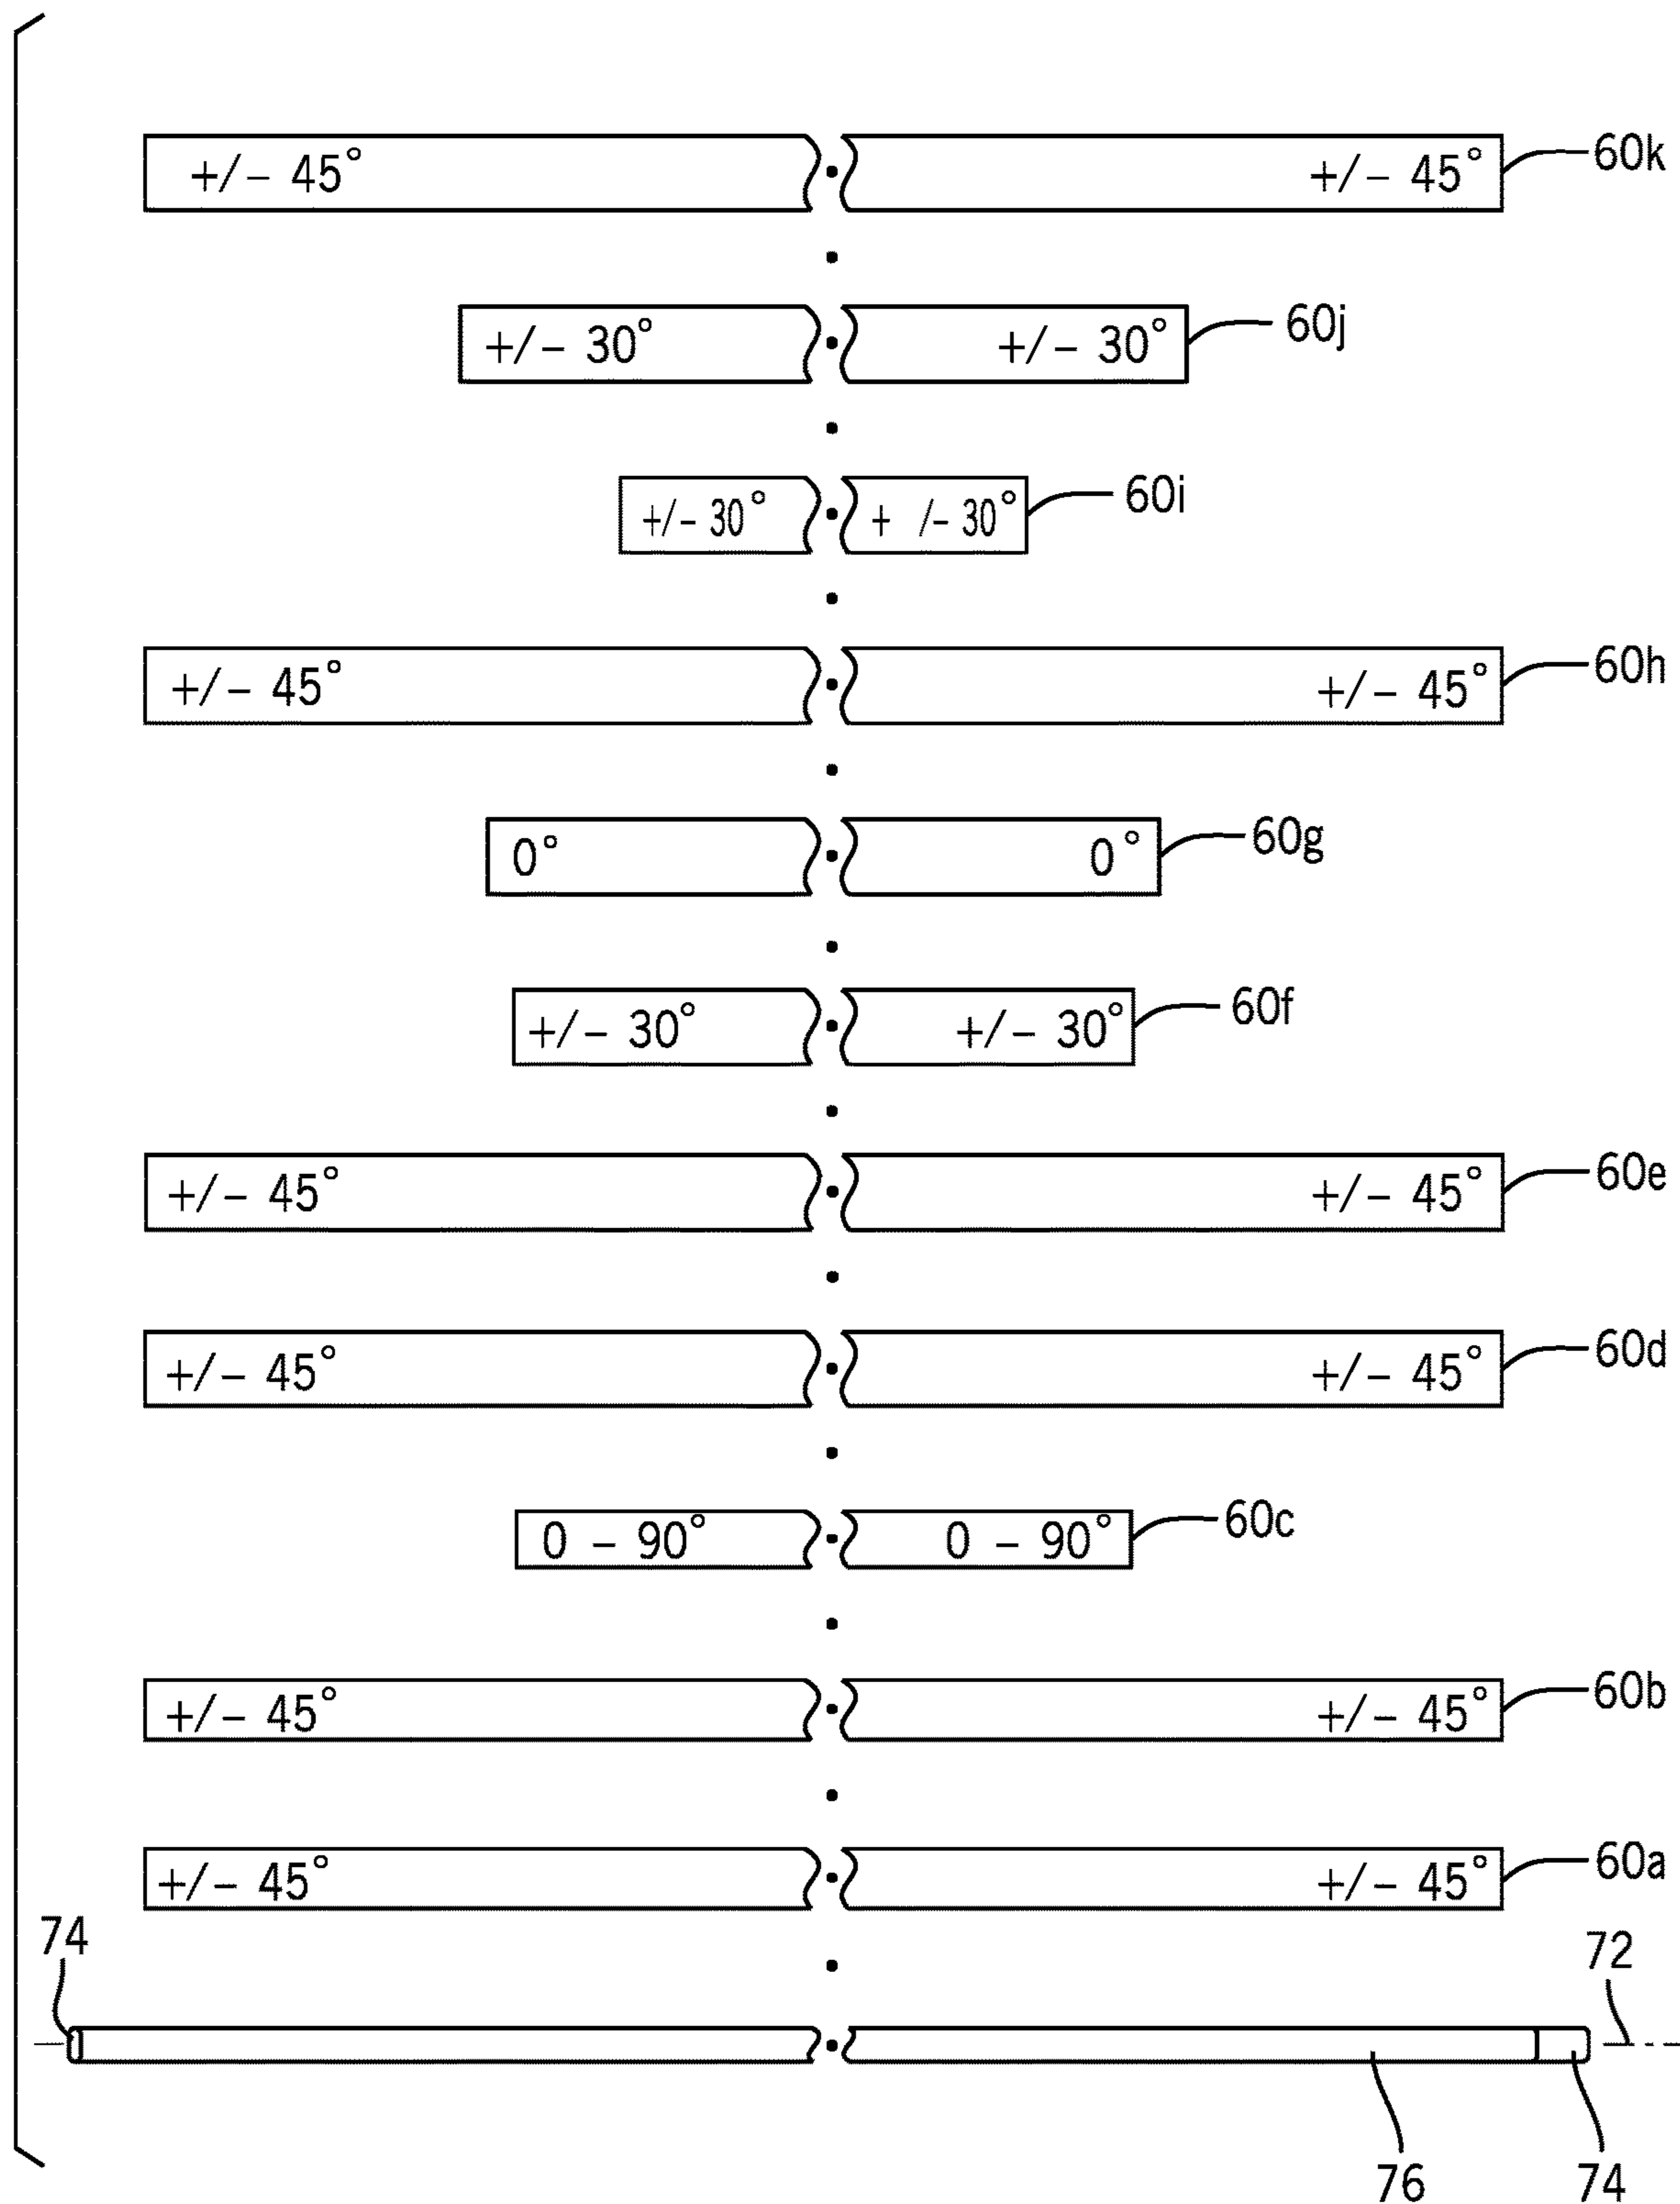 +/– 45° +/– 45° 60k
+/– 30° +/– 30° 60j
+/– 30° + /– 30° 60i
+/– 45° +/– 45° 60h
0° 0° 60g
+/– 30° +/– 30° 60f
+/– 45° +/– 45° 60e
+/– 45° +/– 45° 60d
0 – 90° 0 – 90° 60c
+/– 45° +/– 45° 60b
+/– 45° +/– 45° 60a
74 72
76 74